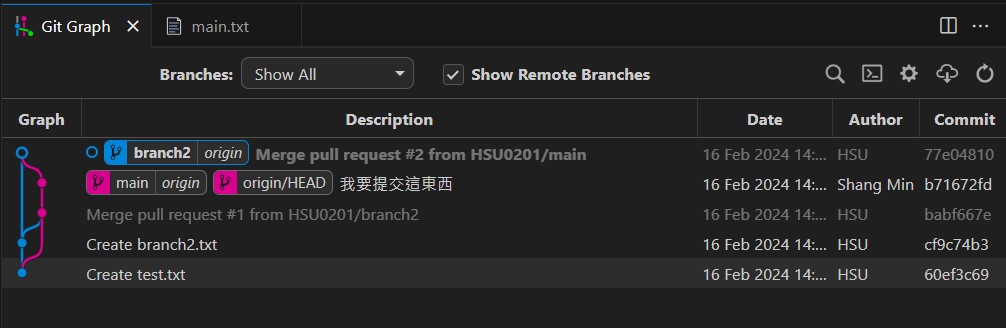 Git Graph main.txt
Branches: Show All Show Remote Branches
Graph Description Date Author Commit
branch2 origin Merge pull request #2 from HSU0201/main 16 Feb 2024 14:... HSU 77e04810
main origin origin/HEAD 我要提交這東西 16 Feb 2024 14:... Shang Min b71672fd
Merge pull request #1 from HSU0201/branch2 16 Feb 2024 14:... HSU babf667e
Create branch2.txt 16 Feb 2024 14:... HSU cf9c74b3
Create test.txt 16 Feb 2024 14:... HSU 60ef3c69